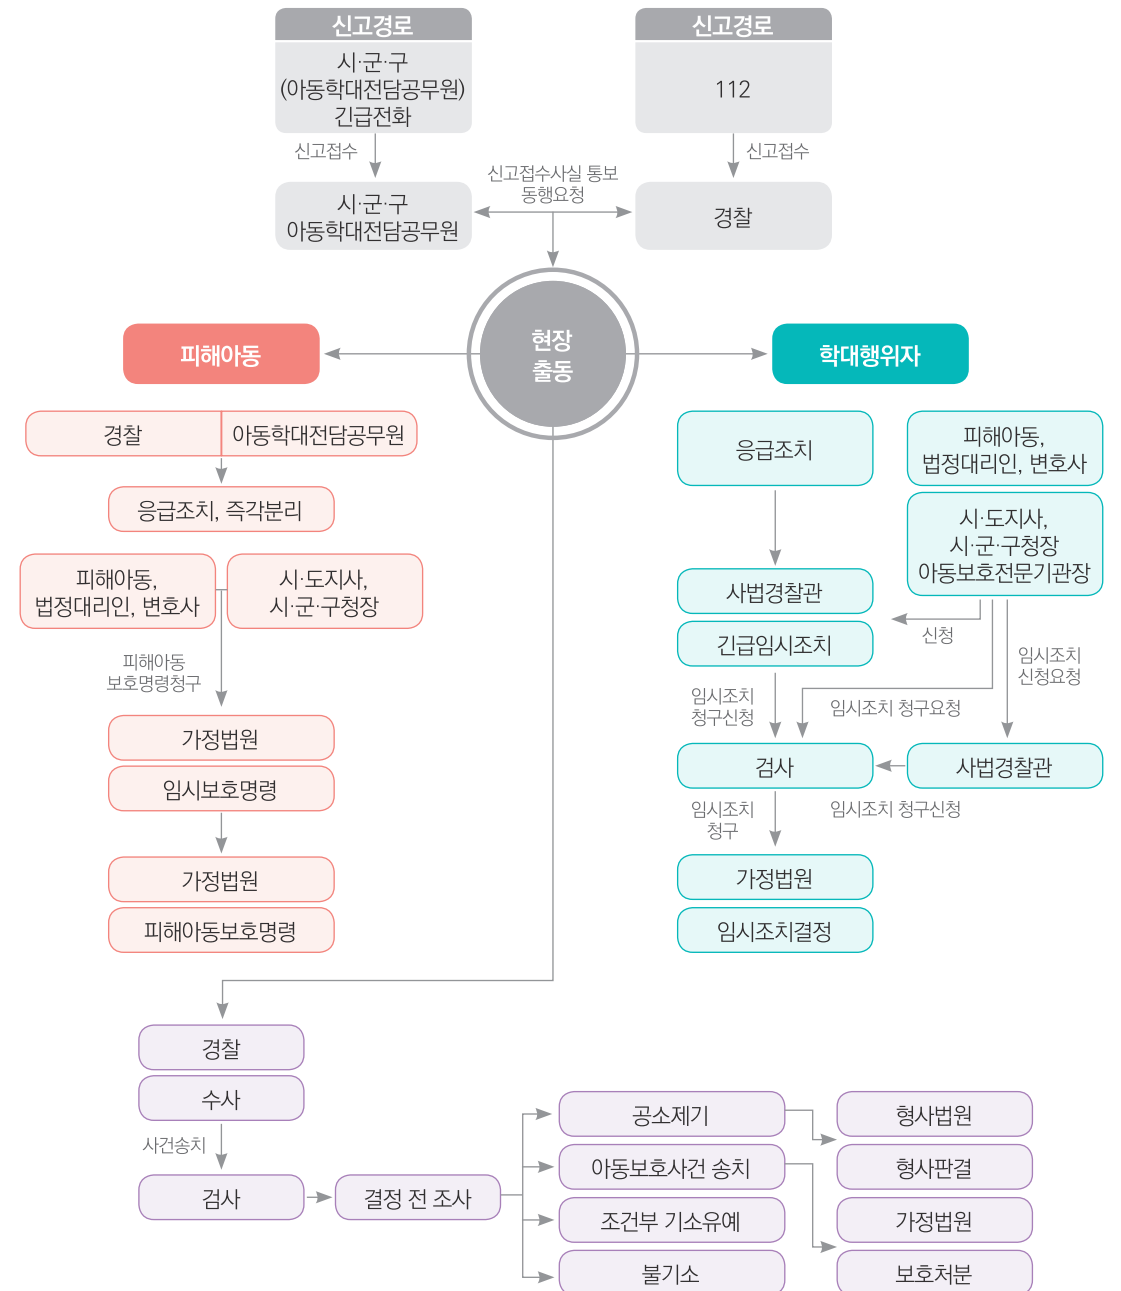 신고경로
시·군·구
(아동학대전담공무원)
긴급전화
신고경로
112
신고접수
신고접수
신고접수사실 통보
동행요청
시·군·구
아동학대전담공무원
경찰
현장
출동
피해아동
학대행위자
경찰
아동학대전담공무원
응급조치, 즉각분리
피해아동,
법정대리인, 변호사
시·도지사,
시·군·구청장
피해아동
보호명령청구
가정법원
임시보호명령
가정법원
피해아동보호명령
응급조치
피해아동,
법정대리인, 변호사
시·도지사,
시·군·구청장
아동보호전문기관장
사법경찰관
긴급임시조치
신청
임시조치
신청요청
임시조치
청구신청
임시조치 청구요청
검사
사법경찰관
임시조치
청구
임시조치 청구신청
가정법원
임시조치결정
경찰
수사
사건송치
검사
결정 전 조사
공소제기
아동보호사건 송치
조건부 기소유예
불기소
형사법원
형사판결
가정법원
보호처분